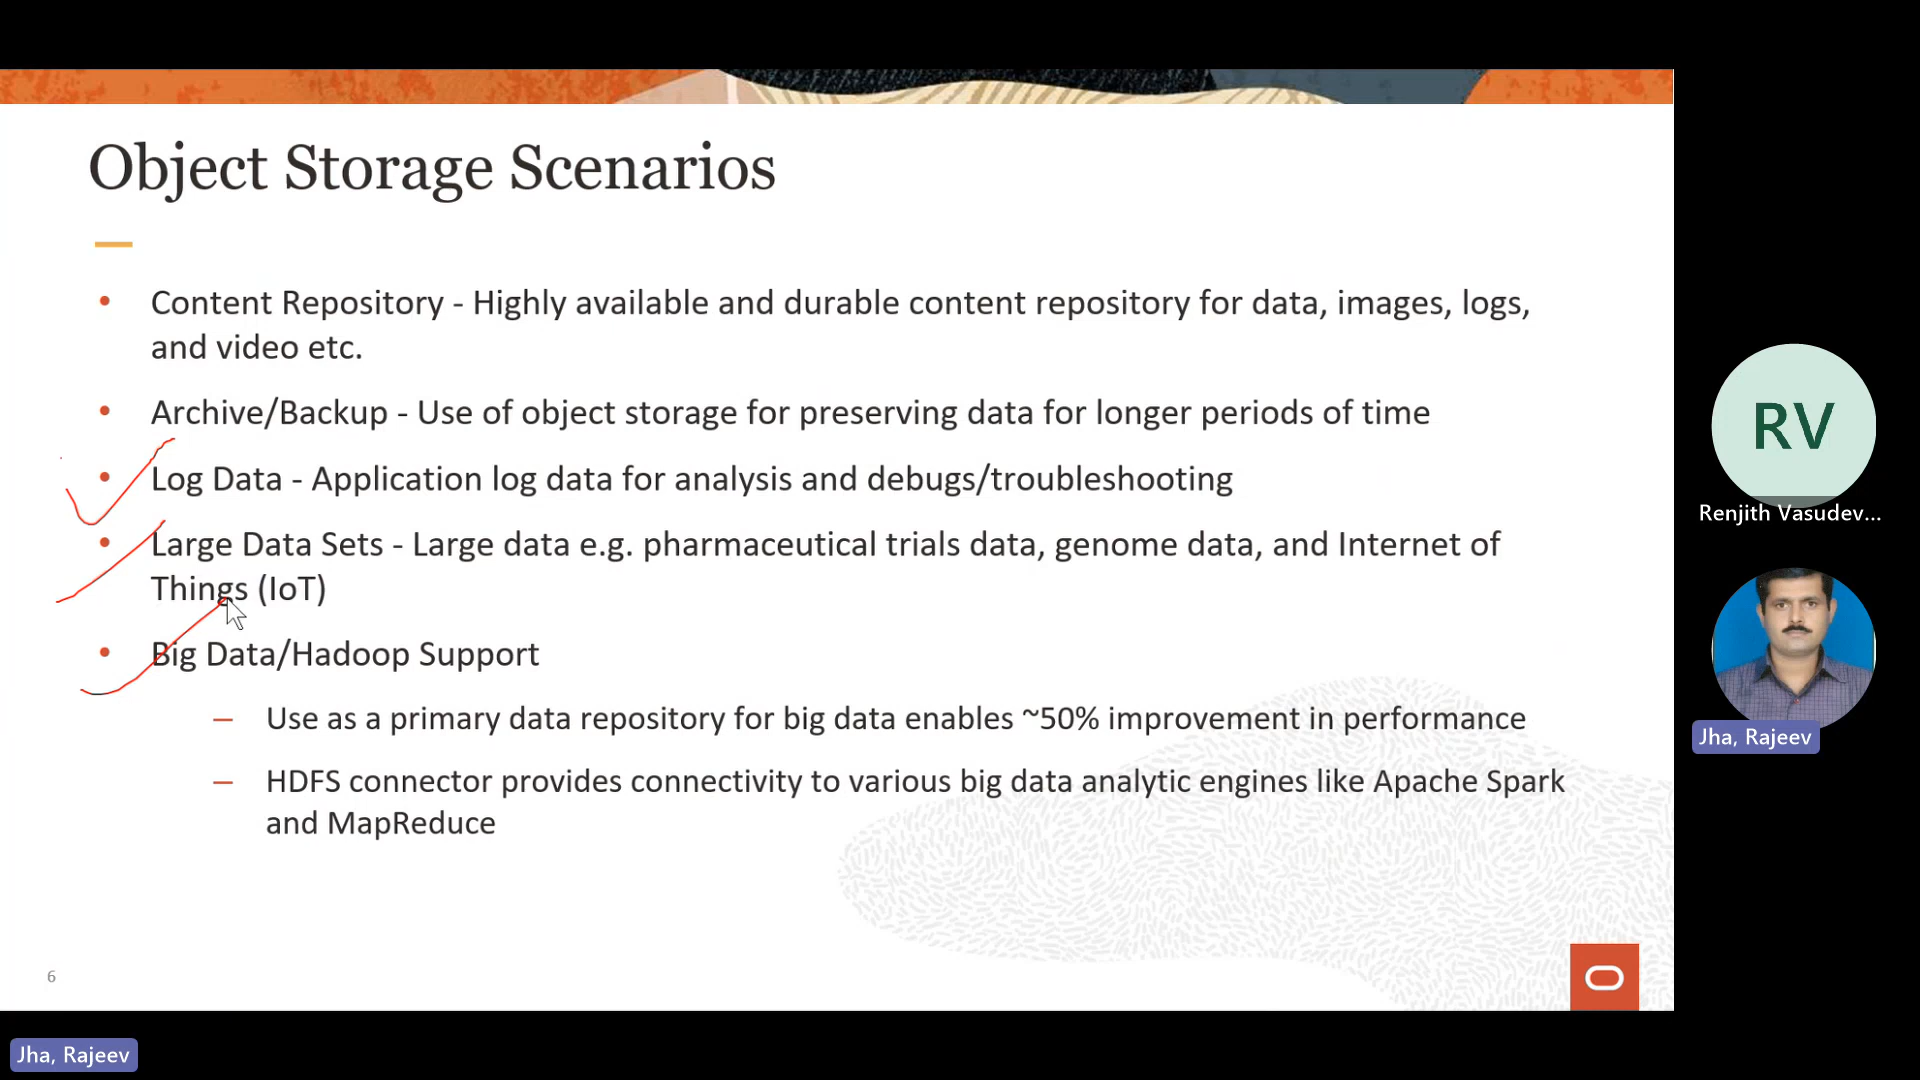 Object Storage Scenarios
• Content Repository - Highly available and durable content repository for data, images, logs,
and video etc.
• Archive/Backup - Use of object storage for preserving data for longer periods of time
• Log Data - Application log data for analysis and debugs/troubleshooting
• Large Data Sets - Large data e.g. pharmaceutical trials data, genome data, and Internet of
Things (IoT)
• Big Data/Hadoop Support
– Use as a primary data repository for big data enables ~50% improvement in performance
– HDFS connector provides connectivity to various big data analytic engines like Apache Spark
and MapReduce
6
RV
Renjith Vasudev...
Jha, Rajeev
Jha, Rajeev